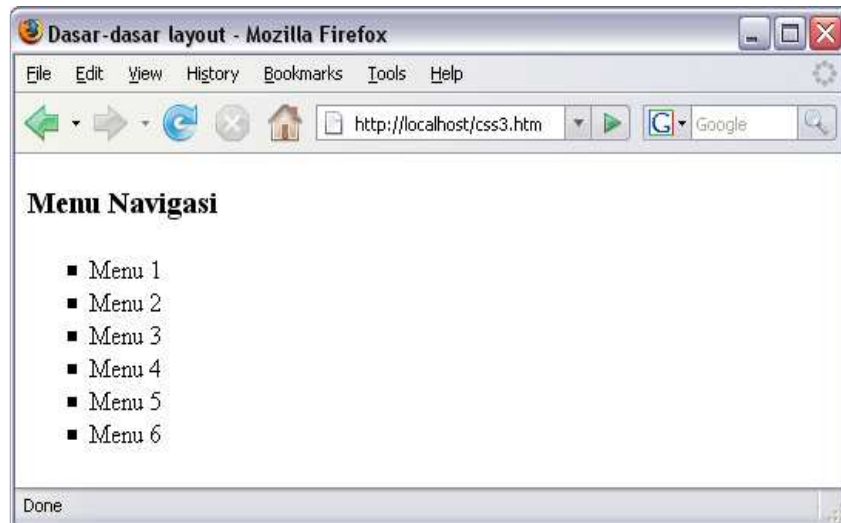 Dasar-dasar layout - Mozilla Firefox
File Edit View History Bookmarks Tools Help
http://localhost/css3.htm G Google
Menu Navigasi
Menu 1
Menu 2
Menu 3
Menu 4
Menu 5
Menu 6
Done